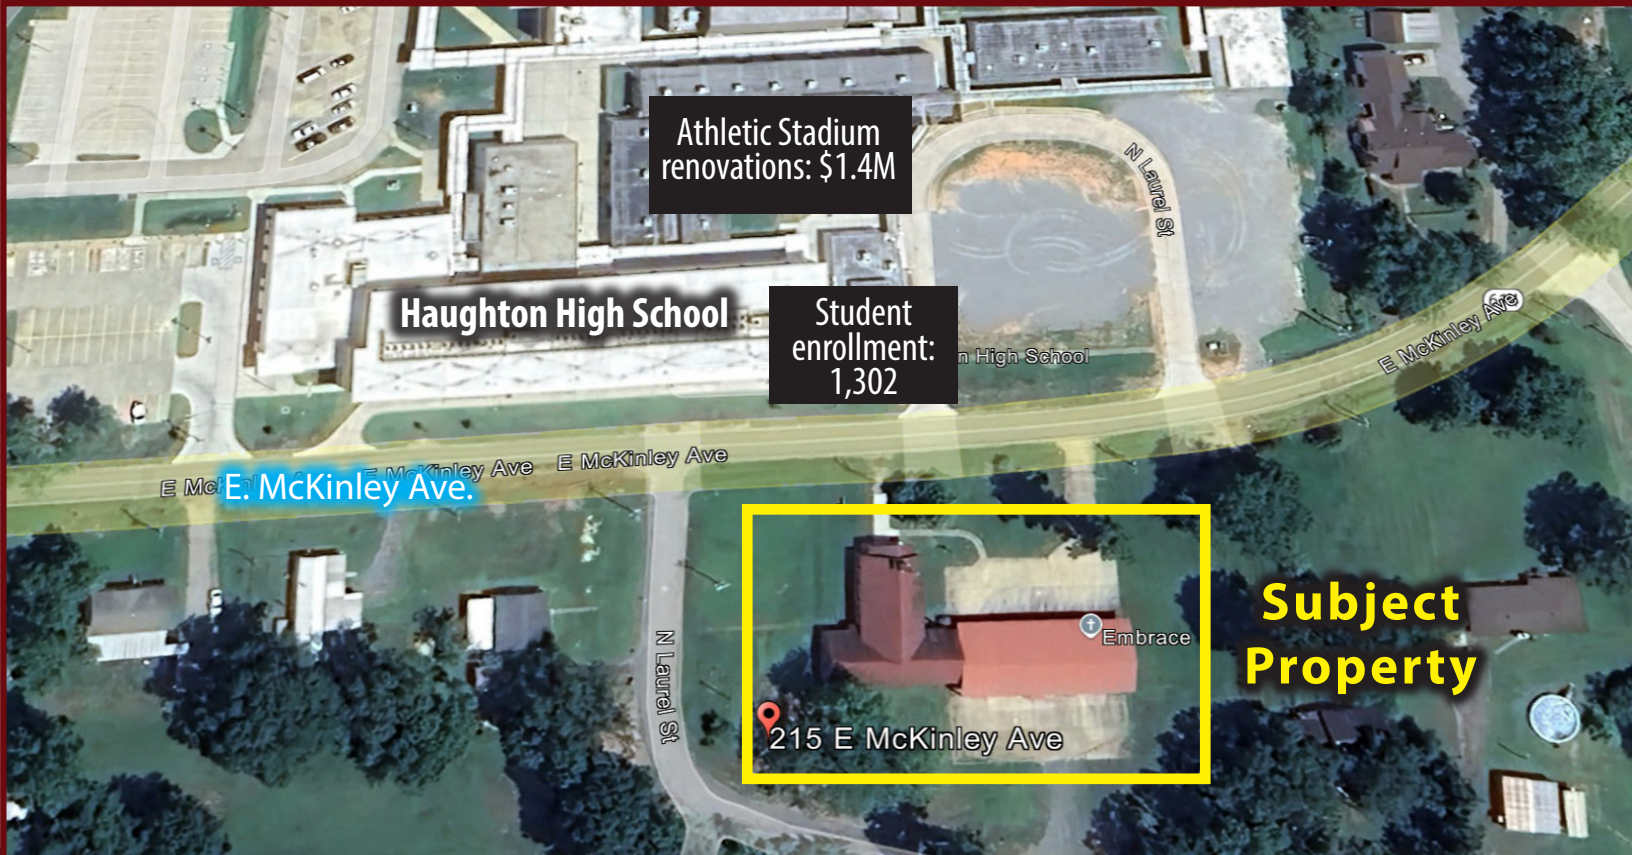 Athletic Stadium
renovations: $1.4M
N Laurel St
Haughton High School
Student
enrollment:
1,302
n High School
E McKinley Ave
E McKinley Ave
E McKinley Ave
E. McKinley Ave.
Subject
Property
Embrace
N Laurel St
215 E McKinley Ave